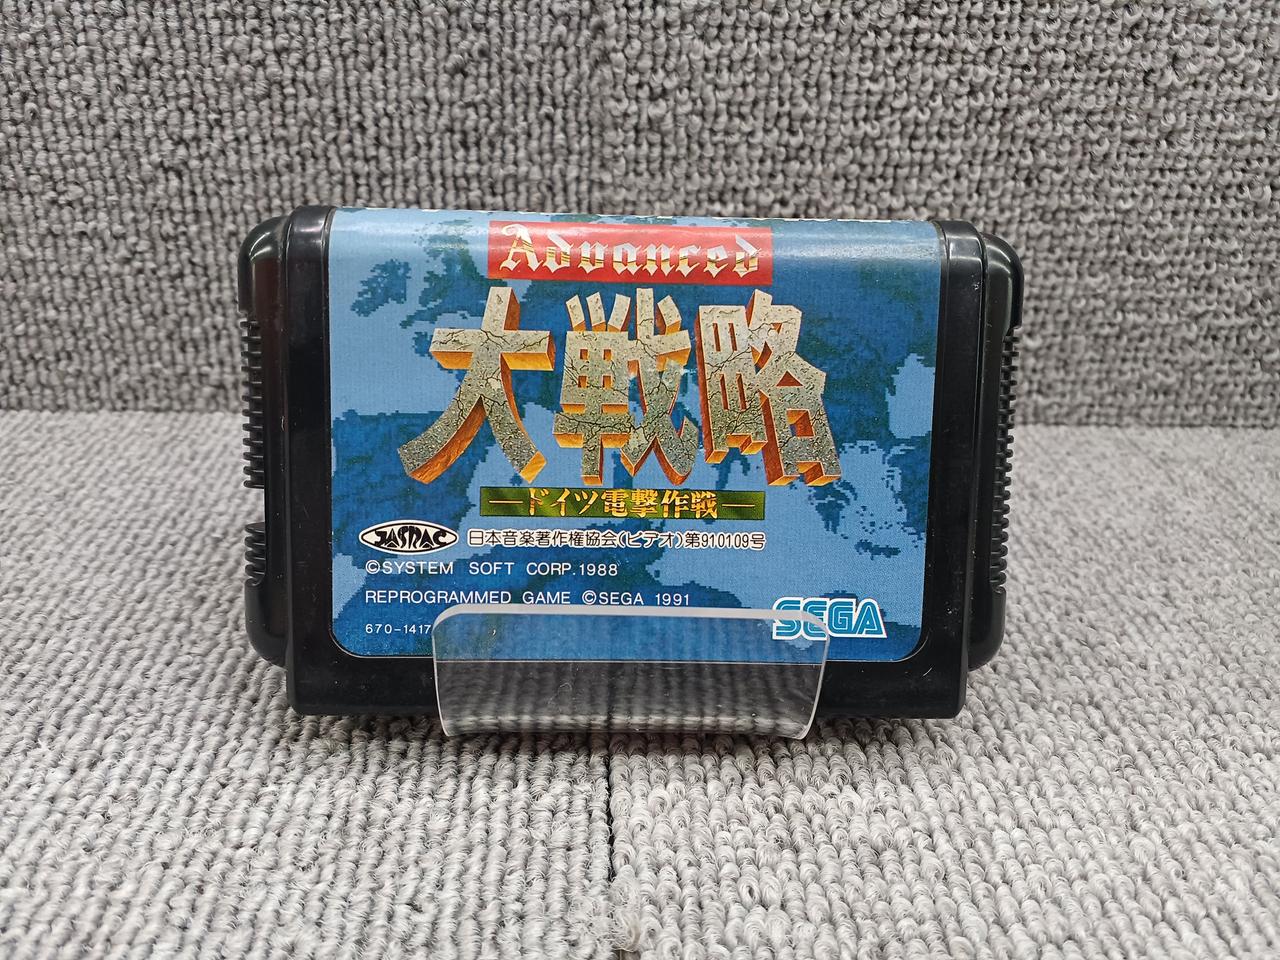 Advanced
大戦略
—ドイツ電撃作戦—
JASRAC 日本音楽著作権協会(ビデオ)第910109号
©SYSTEM SOFT CORP.1988
REPROGRAMMED GAME ©SEGA 1991
670-1417
SEGA